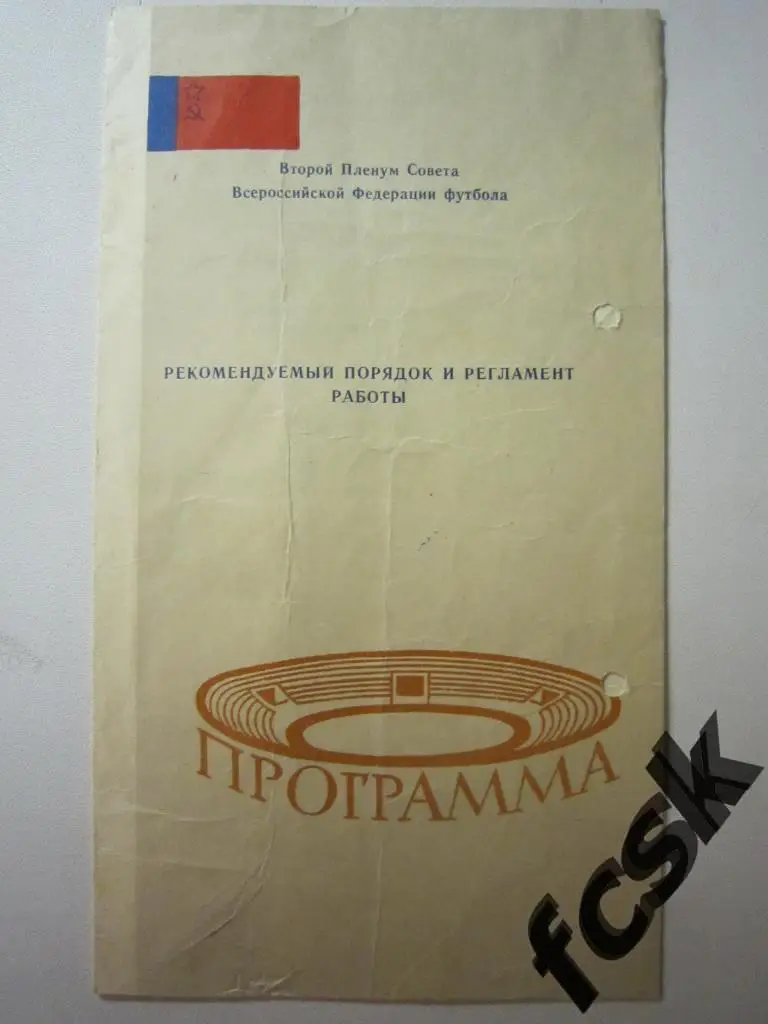 Второй Пленум Совета
Всероссийской Федерации футбола
РЕКОМЕНДУЕМЫЙ ПОРЯДОК И РЕГЛАМЕНТ
РАБОТЫ
ПРОГРАММА
fcsk